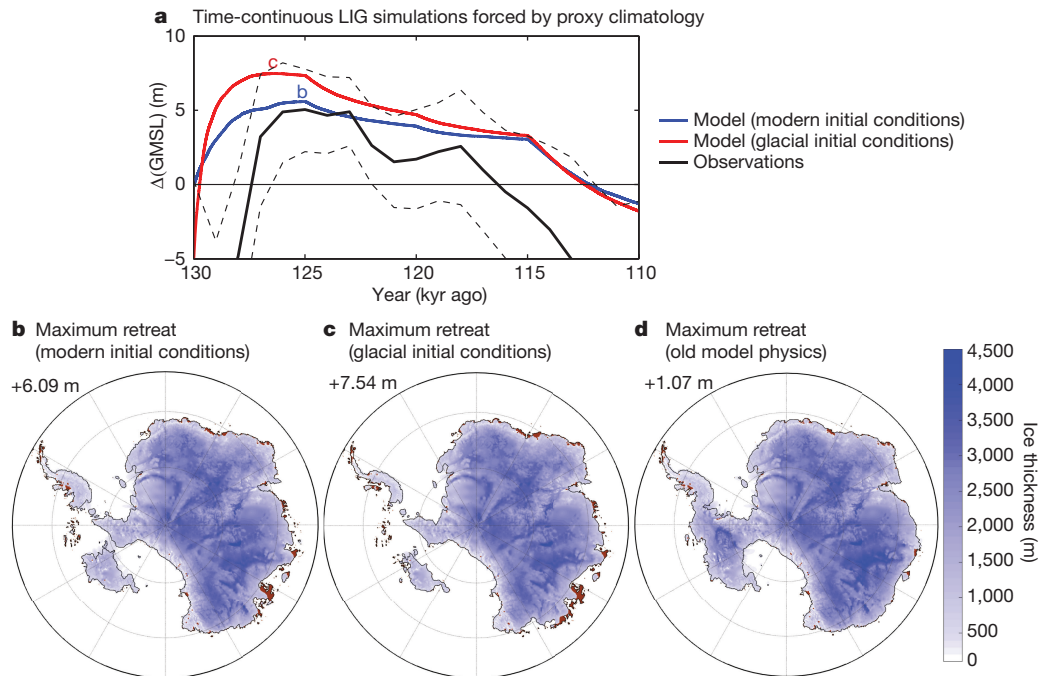 a Time-continuous LIG simulations forced by proxy climatology
10
5
0
−5
Δ(GMSL) (m)
c
b
130
125
120
115
110
Year (kyr ago)
Model (modern initial conditions)
Model (glacial initial conditions)
Observations
b Maximum retreat
(modern initial conditions)
+6.09 m
c Maximum retreat
(glacial initial conditions)
+7.54 m
d Maximum retreat
(old model physics)
+1.07 m
4,500
4,000
3,500
3,000
2,500
2,000
1,500
1,000
500
0
Ice thickness (m)